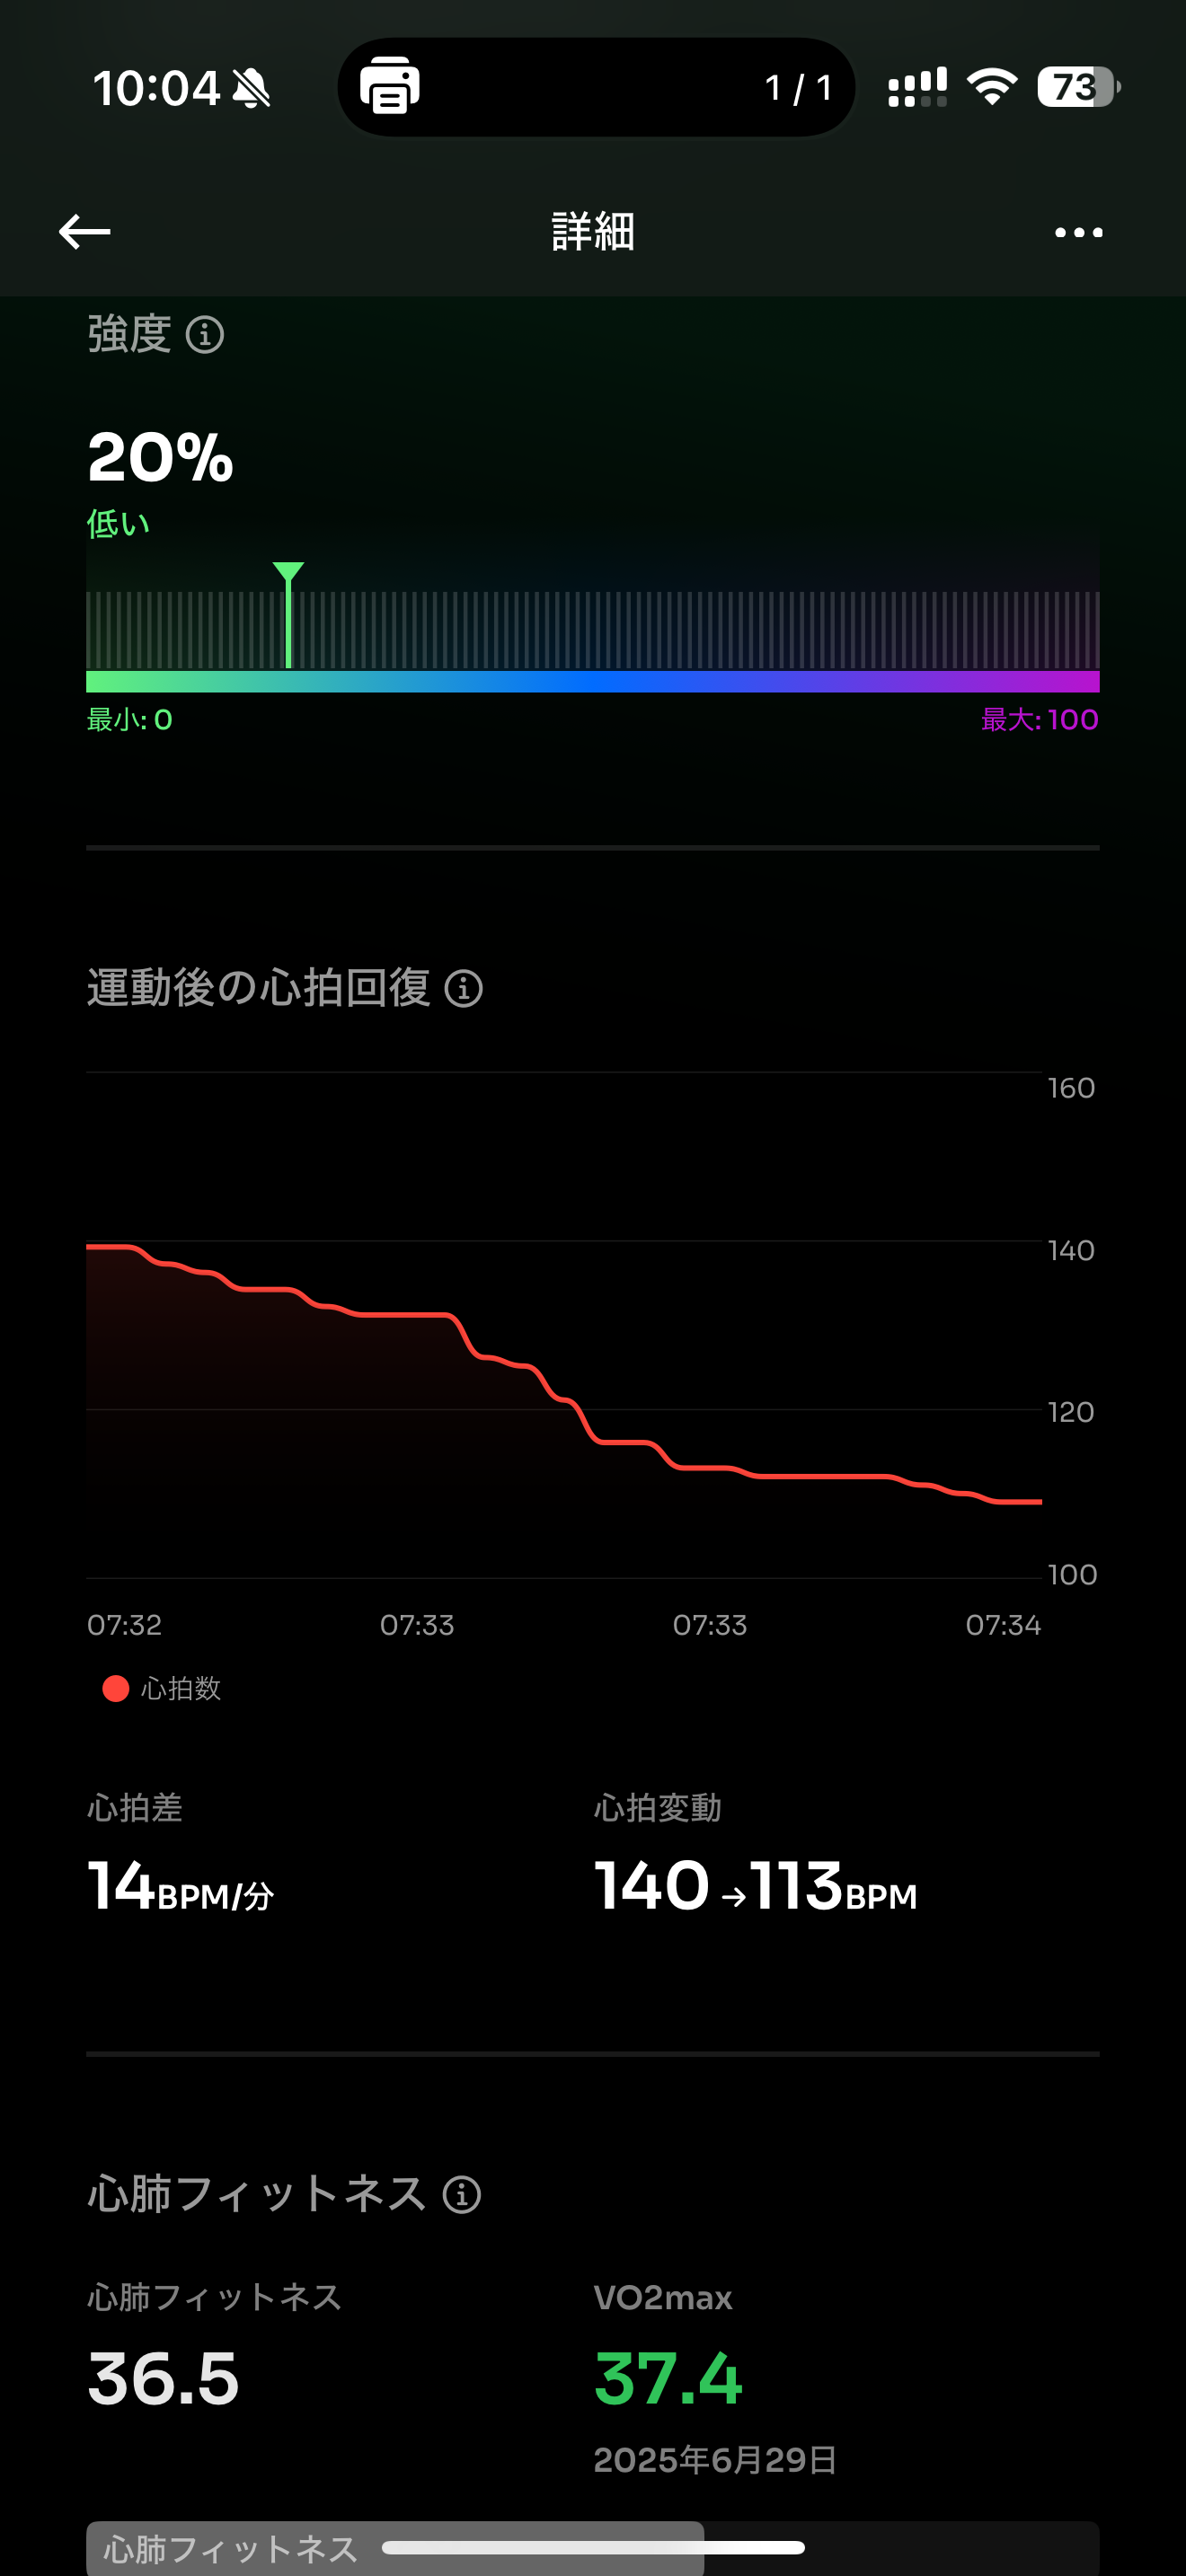 10:04 1 / 1 73
詳細
強度
20%
低い
最小: 0 最大: 100
運動後の心拍回復
160
140
120
100
07:32 07:33 07:33 07:34
心拍数
心拍差 心拍変動
14BPM/分 140→113BPM
心肺フィットネス
心肺フィットネス VO2max
36.5 37.4
2025年6月29日
心肺フィットネス